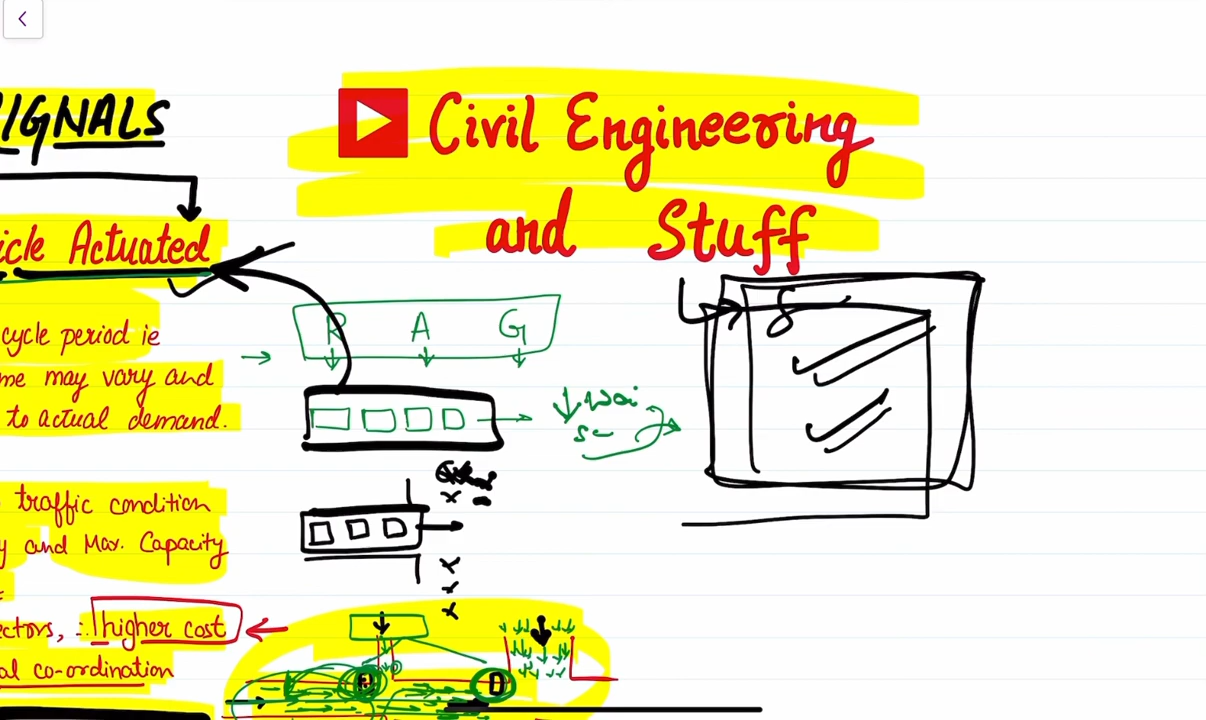 IGNALS
Civil Engineering
and Stuff
icle Actuated
cycle period ie
me may vary and
to actual demand.
R A G
traffic condition
y and Max. Capacity
ectors, ∴ higher cost
al co-ordination
D